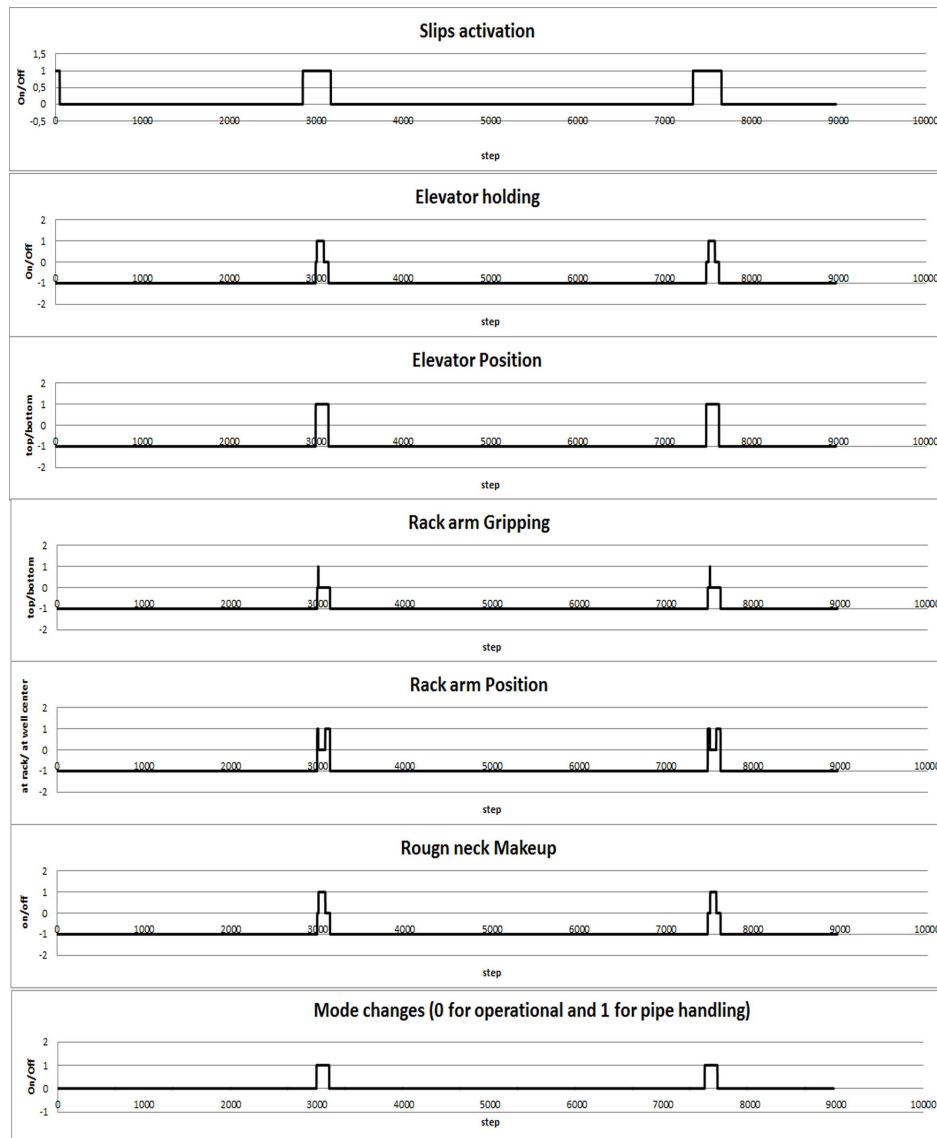 Slips activation
1,5
1
0,5
0
-0,5
On/Off
0 1000 2000 3000 4000 5000 6000 7000 8000 9000 10000
step
Elevator holding
2
1
0
-1
-2
On/Off
0 1000 2000 3000 4000 5000 6000 7000 8000 9000 10000
step
Elevator Position
2
1
0
-1
-2
top/bottom
0 1000 2000 3000 4000 5000 6000 7000 8000 9000 10000
step
Rack arm Gripping
2
1
0
-1
-2
top/bottom
0 1000 2000 3000 4000 5000 6000 7000 8000 9000 10000
step
Rack arm Position
2
1
0
-1
-2
at rack/ at well center
0 1000 2000 3000 4000 5000 6000 7000 8000 9000 10000
step
Rougn neck Makeup
2
1
0
-1
-2
on/off
0 1000 2000 3000 4000 5000 6000 7000 8000 9000 10000
step
Mode changes (0 for operational and 1 for pipe handling)
2
1
0
-1
On/Off
0 1000 2000 3000 4000 5000 6000 7000 8000 9000 10000
step